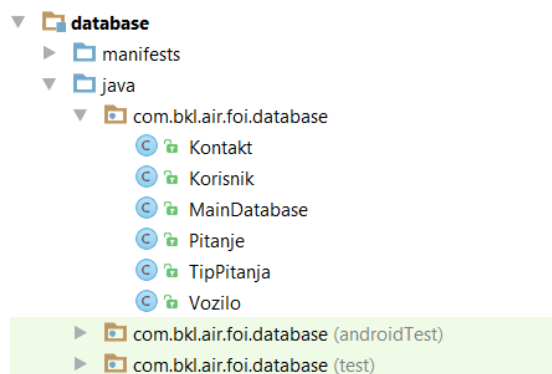 database
manifests
java
com.bkl.air.foi.database
C Kontakt
C Korisnik
C MainDatabase
C Pitanje
C TipPitanja
C Vozilo
com.bkl.air.foi.database (androidTest)
com.bkl.air.foi.database (test)